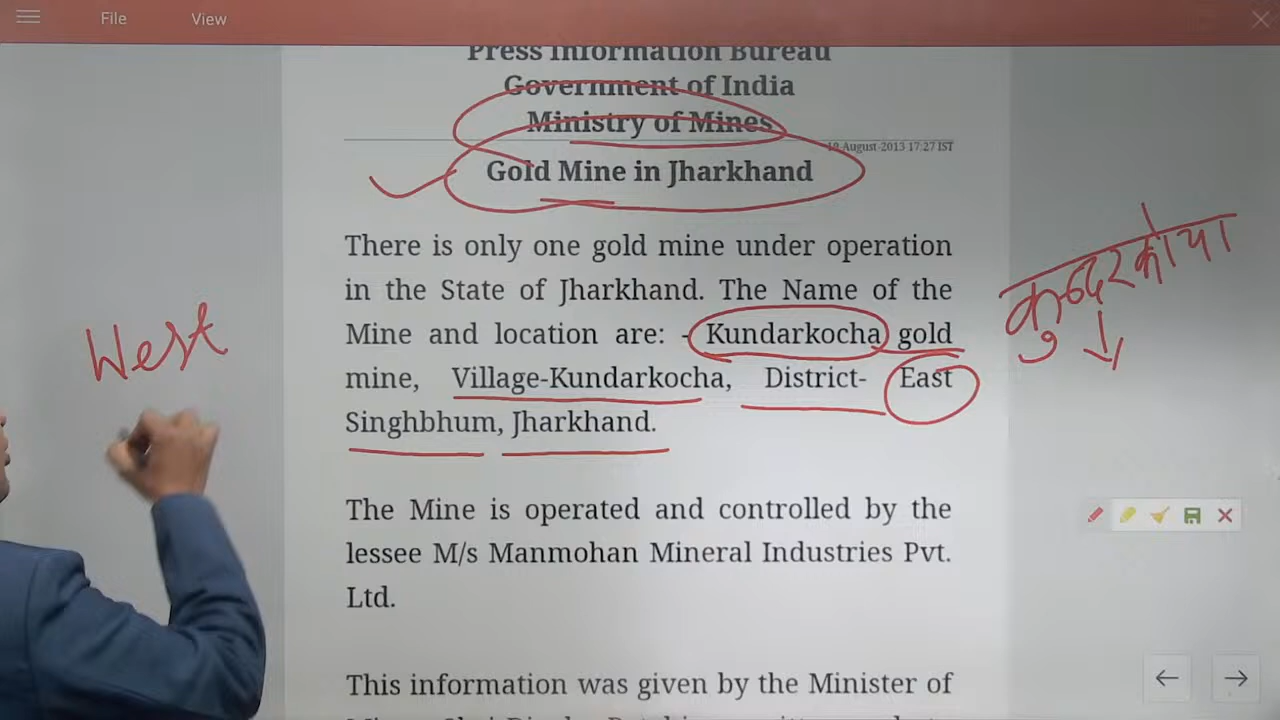 File View
Press Information Bureau
Government of India
Ministry of Mines
-August-2013 17:27 IST
Gold Mine in Jharkhand
There is only one gold mine under operation
in the State of Jharkhand. The Name of the
Mine and location are: - Kundarkocha gold
mine, Village-Kundarkocha, District- East
Singhbhum, Jharkhand.
The Mine is operated and controlled by the
lessee M/s Manmohan Mineral Industries Pvt.
Ltd.
This information was given by the Minister of
West